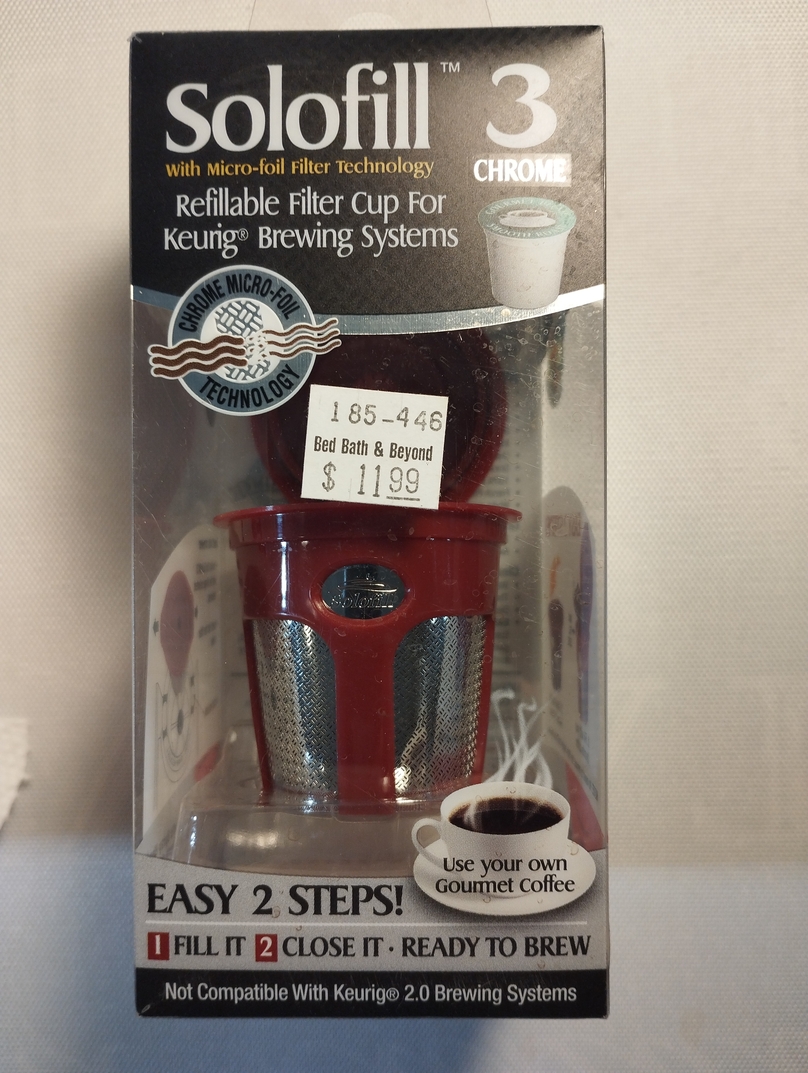 Solofill™
3
With Micro-foil Filter Technology
CHROME
Refillable Filter Cup For
Keurig® Brewing Systems
CHROME MICRO-FOIL
TECHNOLOGY
185-446
Bed Bath & Beyond
$ 11.99
Solofill
Use your own
Gourmet Coffee
EASY 2 STEPS!
1 FILL IT 2 CLOSE IT · READY TO BREW
Not Compatible With Keurig® 2.0 Brewing Systems